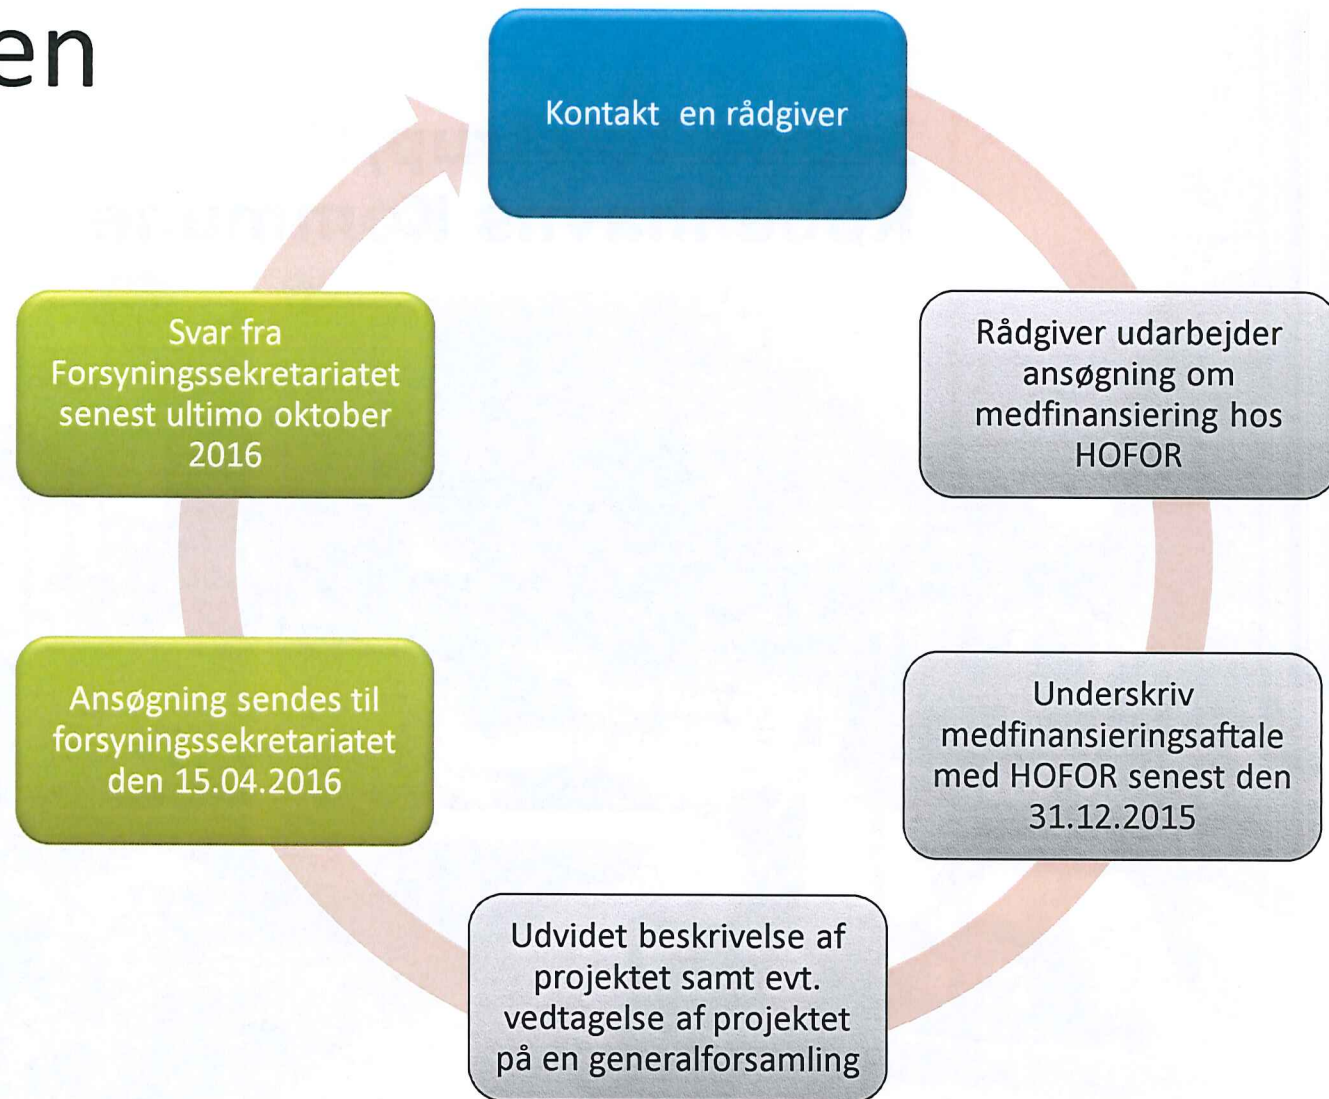 en
Kontakt en rådgiver
Rådgiver udarbejder
ansøgning om
medfinansiering hos
HOFOR
Underskriv
medfinansieringsaftale
med HOFOR senest den
31.12.2015
Udvidet beskrivelse af
projektet samt evt.
vedtagelse af projektet
på en generalforsamling
Ansøgning sendes til
forsyningssekretariatet
den 15.04.2016
Svar fra
Forsyningssekretariatet
senest ultimo oktober
2016